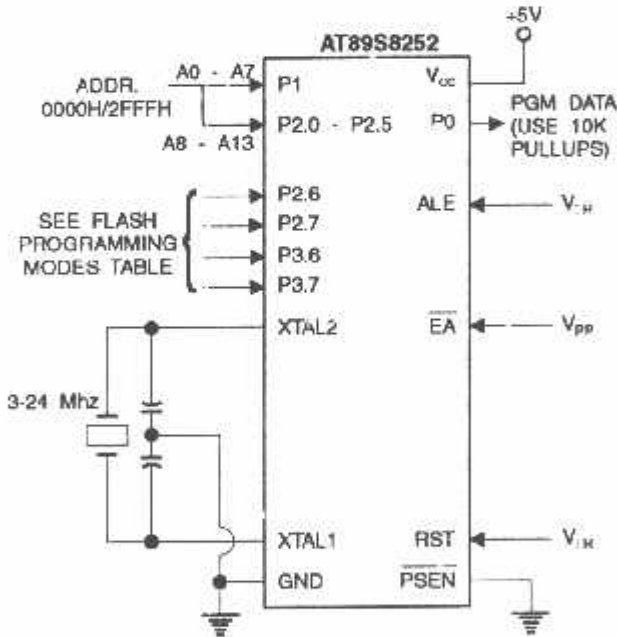 +5V
AT89S8252
ADDR.
0000H/2FFFH
A0 - A7
P1
VCC
A8 - A13
P2.0 - P2.5
P0
PGM DATA
(USE 10K
PULLUPS)
SEE FLASH
PROGRAMMING
MODES TABLE
P2.6
P2.7
P3.6
P3.7
ALE
XTAL2
EA
Vpp
3-24 Mhz
XTAL1
RST
GND
PSEN